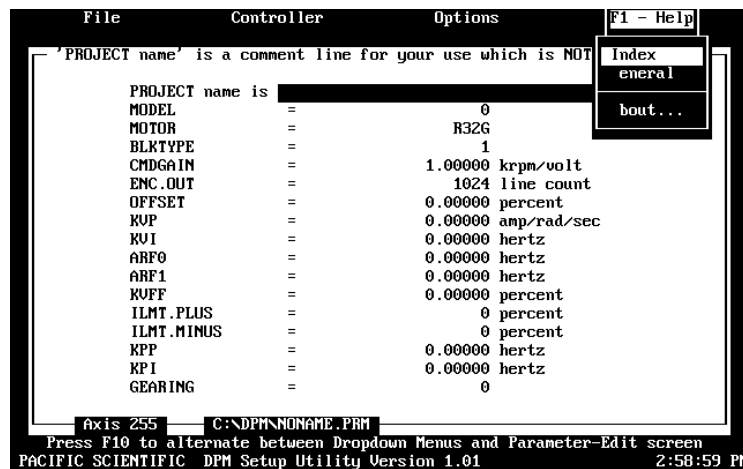 File Controller Options F1 - Help
'PROJECT name' is a comment line for your use which is NOT
Index
eneral
bout...
PROJECT name is
MODEL = 0
MOTOR = R32G
BLKTYPE = 1
CMDGAIN = 1.00000 krpm/volt
ENC.OUT = 1024 line count
OFFSET = 0.00000 percent
KVP = 0.00000 amp/rad/sec
KVI = 0.00000 hertz
ARF0 = 0.00000 hertz
ARF1 = 0.00000 hertz
KVFF = 0.00000 percent
ILMT.PLUS = 0 percent
ILMT.MINUS = 0 percent
KPP = 0.00000 hertz
KPI = 0.00000 hertz
GEARING = 0
Axis 255 C:\DPM\NONAME.PRM
Press F10 to alternate between Dropdown Menus and Parameter-Edit screen
PACIFIC SCIENTIFIC DPM Setup Utility Version 1.01 2:58:59 PM